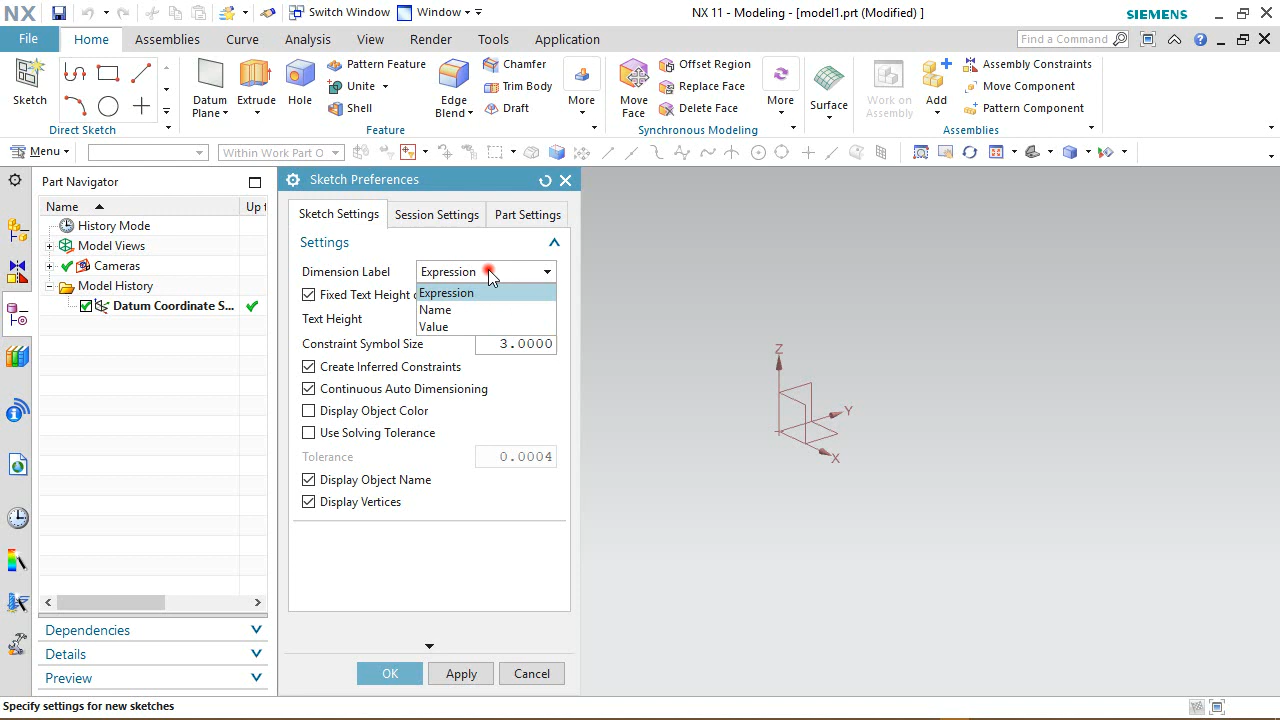 NX
Switch Window
Window
NX 11 - Modeling - [model1.prt (Modified) ]
SIEMENS
File
Home
Assemblies
Curve
Analysis
View
Render
Tools
Application
Find a Command
Sketch
Direct Sketch
Datum
Plane
Extrude
Hole
Pattern Feature
Unite
Shell
Edge
Blend
Chamfer
Trim Body
Draft
More
Feature
Move
Face
Offset Region
Replace Face
Delete Face
More
Synchronous Modeling
Surface
Work on
Assembly
Add
Assembly Constraints
Move Component
Pattern Component
Assemblies
Menu
Within Work Part O
Part Navigator
Name
Up t
History Mode
Model Views
Cameras
Model History
Datum Coordinate S...
Dependencies
Details
Preview
Sketch Preferences
Sketch Settings
Session Settings
Part Settings
Settings
Dimension Label
Expression
Expression
Name
Value
Fixed Text Height
Text Height
Constraint Symbol Size
3.0000
Create Inferred Constraints
Continuous Auto Dimensioning
Display Object Color
Use Solving Tolerance
Tolerance
0.0004
Display Object Name
Display Vertices
OK
Apply
Cancel
Z
Y
X
Specify settings for new sketches